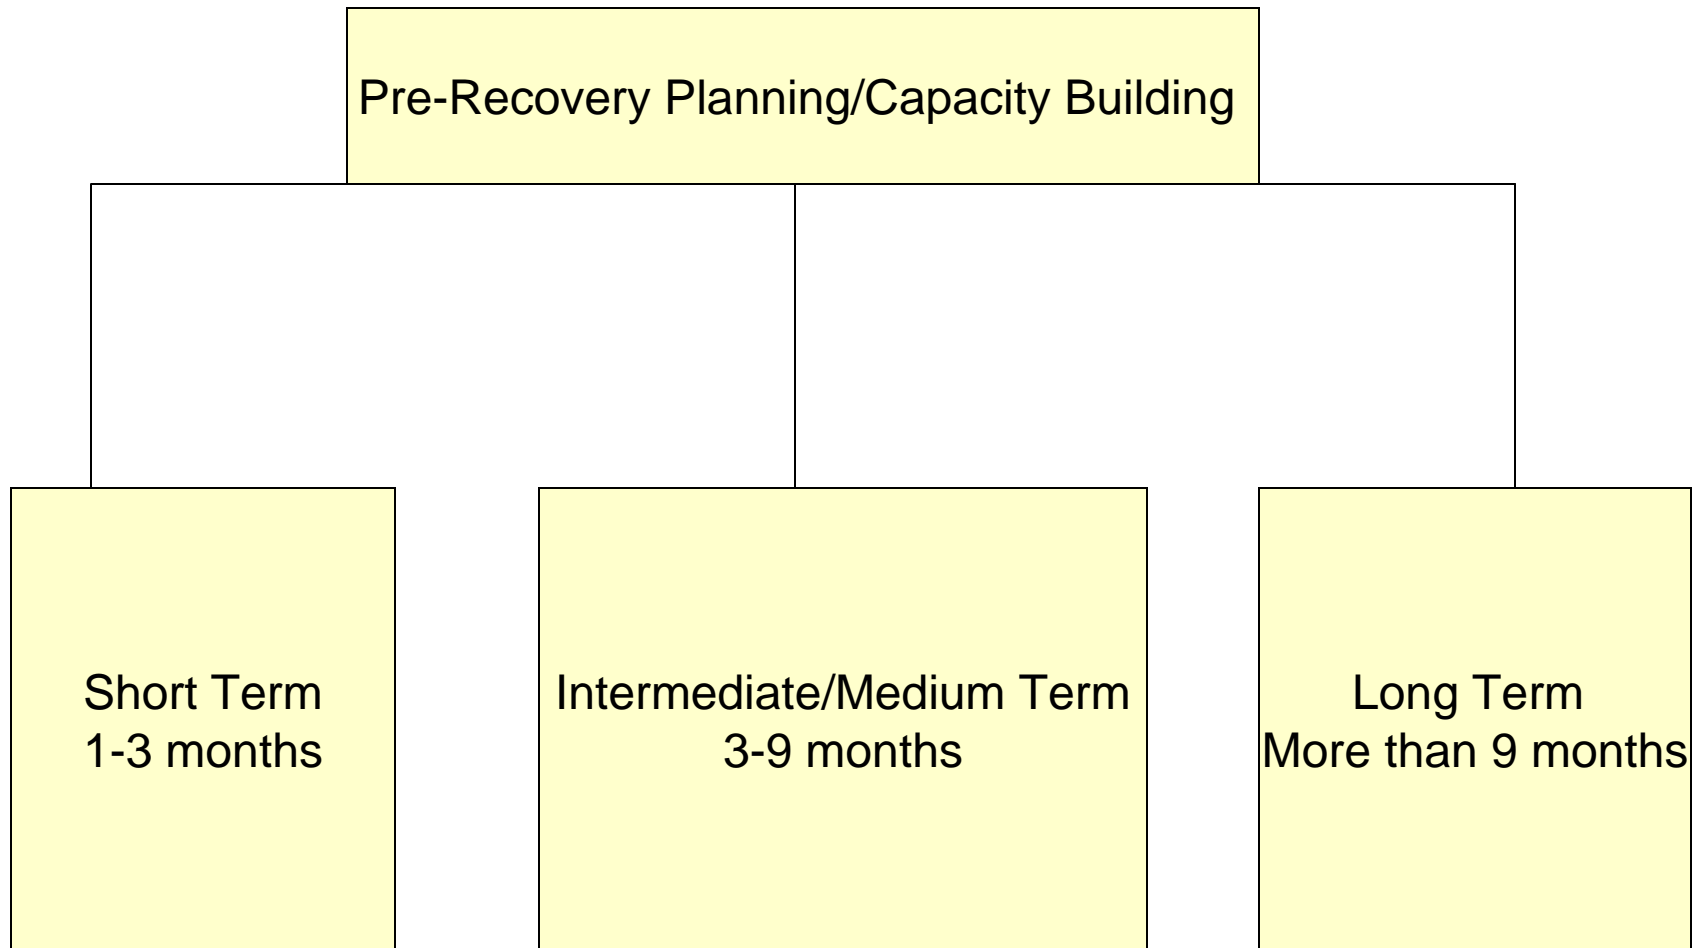 Pre-Recovery Planning/Capacity Building
Short Term
1-3 months
Intermediate/Medium Term
3-9 months
Long Term
More than 9 months